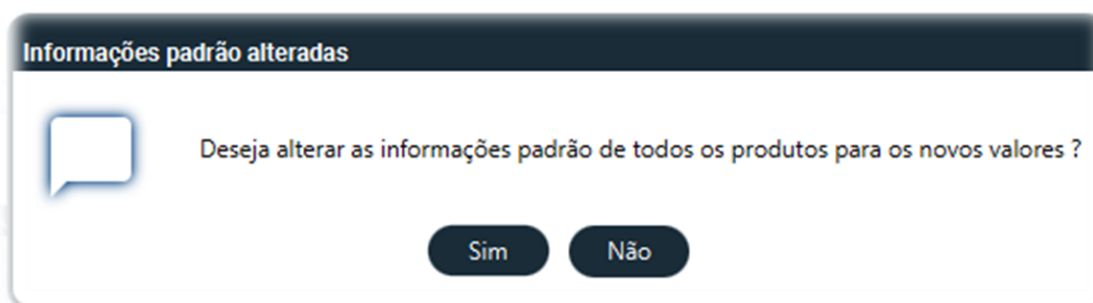 Informações padrão alteradas
Deseja alterar as informações padrão de todos os produtos para os novos valores ?
Sim
Não